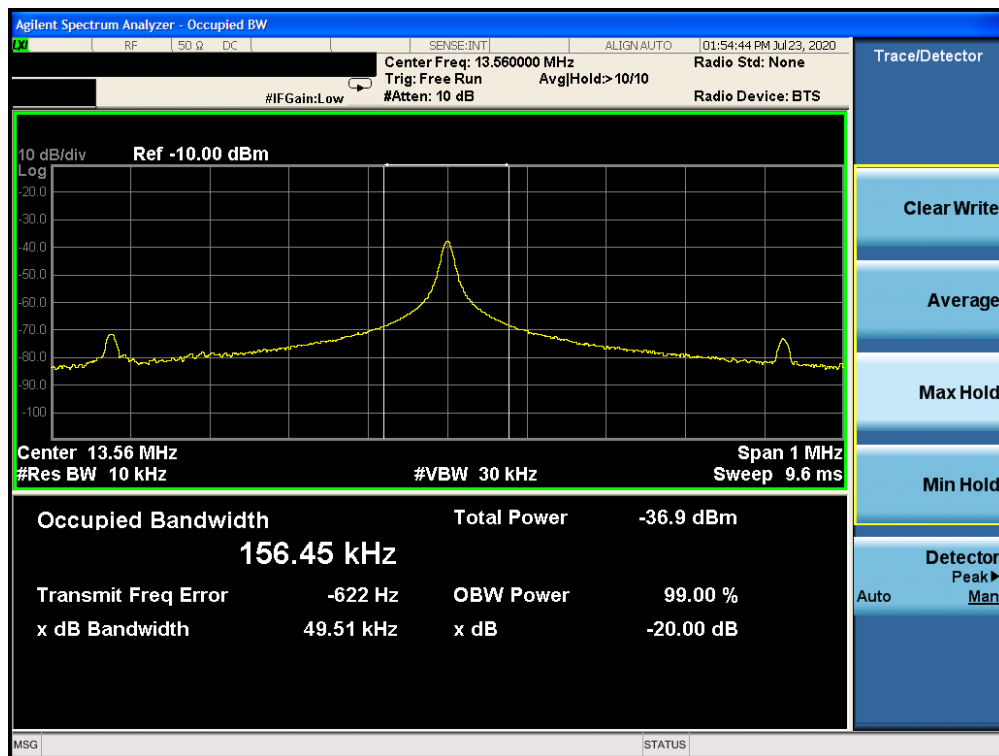 Agilent Spectrum Analyzer - Occupied BW
LXI RF 50 Ω DC SENSE:INT ALIGN AUTO 01:54:44 PM Jul 23, 2020
Center Freq: 13.560000 MHz Radio Std: None
Trig: Free Run Avg|Hold:>10/10
#IFGain:Low #Atten: 10 dB Radio Device: BTS
10 dB/div Ref -10.00 dBm
Log
-20.0
-30.0
-40.0
-50.0
-60.0
-70.0
-80.0
-90.0
-100
Center 13.56 MHz Span 1 MHz
#Res BW 10 kHz #VBW 30 kHz Sweep 9.6 ms
Occupied Bandwidth Total Power -36.9 dBm
156.45 kHz
Transmit Freq Error -622 Hz OBW Power 99.00 %
x dB Bandwidth 49.51 kHz x dB -20.00 dB
Trace/Detector
Clear Write
Average
Max Hold
Min Hold
Detector
Peak▶
Auto Man
MSG STATUS